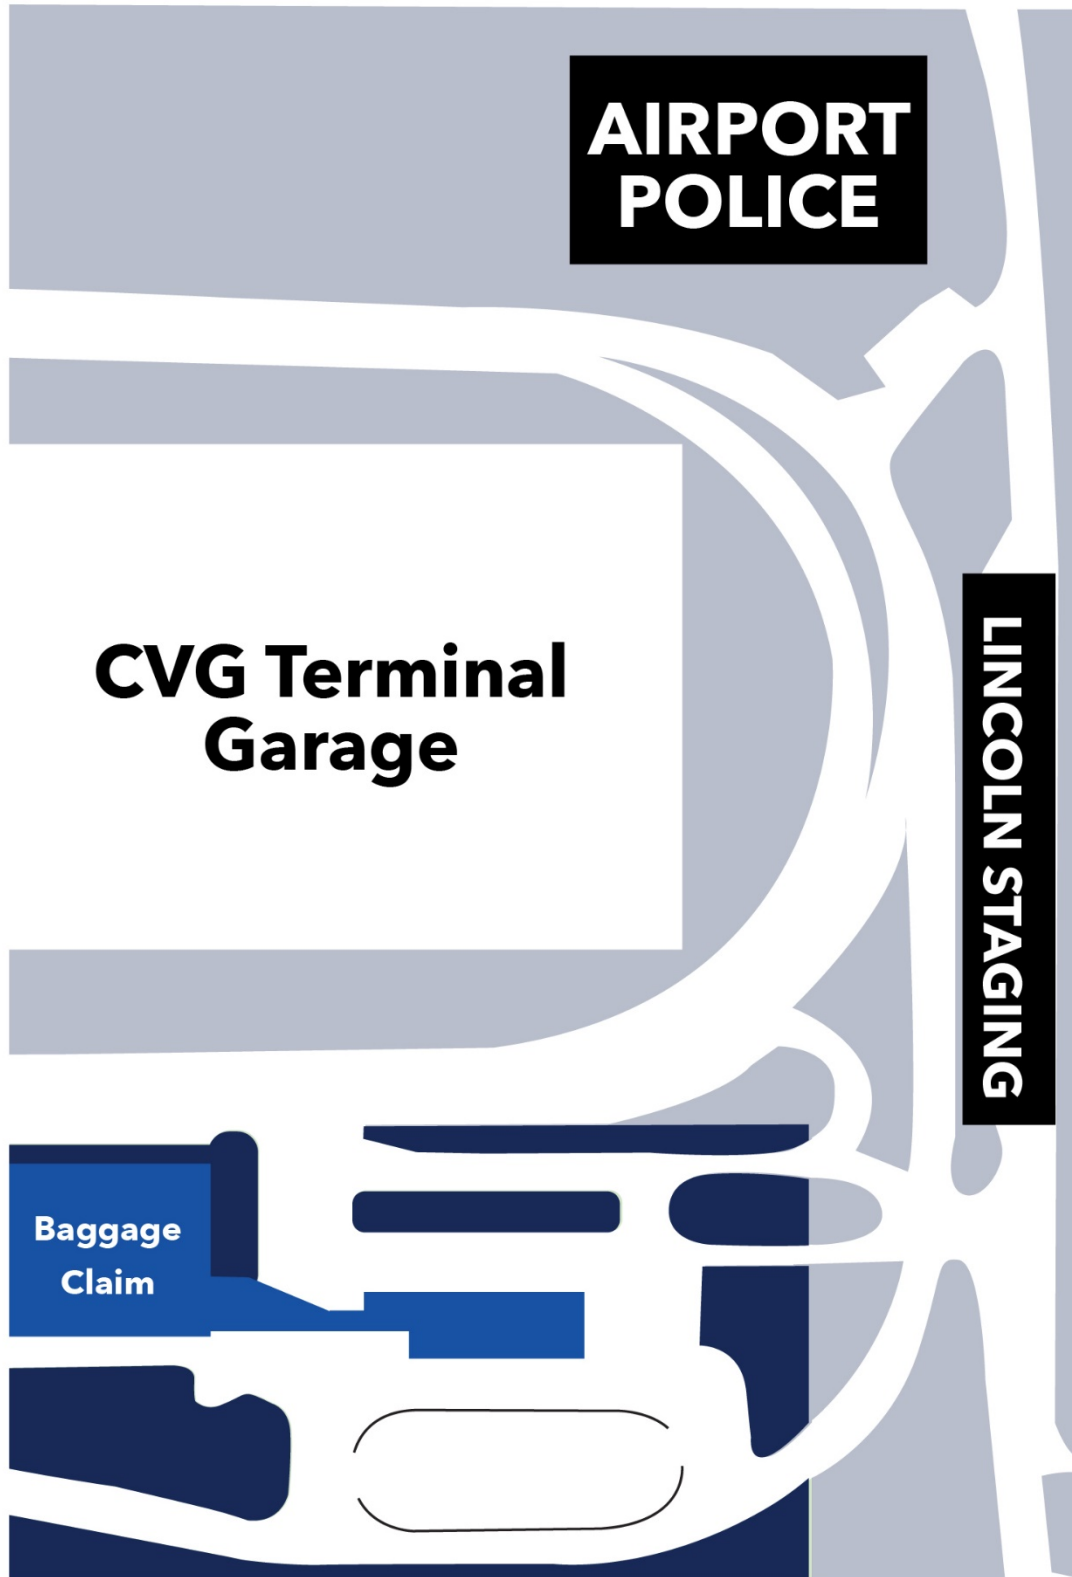 AIRPORT
POLICE
CVG Terminal
Garage
LINCOLN STAGING
Baggage
Claim